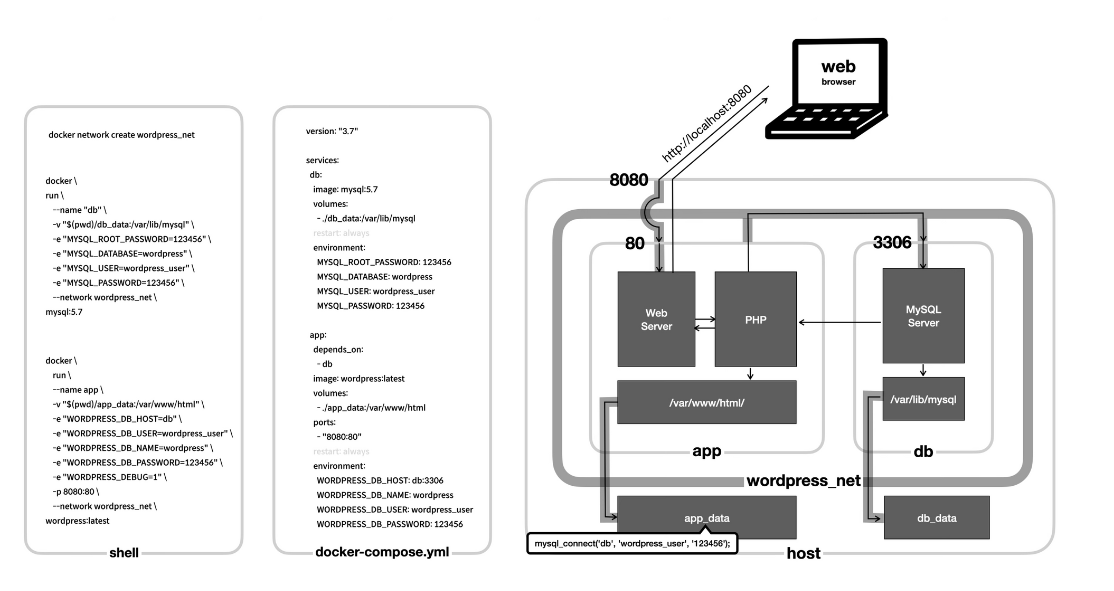 docker network create wordpress_net
docker \
run \
--name "db" \
-v "$(pwd)/db_data:/var/lib/mysql" \
-e "MYSQL_ROOT_PASSWORD=123456" \
-e "MYSQL_DATABASE=wordpress" \
-e "MYSQL_USER=wordpress_user" \
-e "MYSQL_PASSWORD=123456" \
--network wordpress_net \
mysql:5.7
docker \
run \
--name app \
-v "$(pwd)/app_data:/var/www/html" \
-e "WORDPRESS_DB_HOST=db" \
-e "WORDPRESS_DB_USER=wordpress_user" \
-e "WORDPRESS_DB_NAME=wordpress" \
-e "WORDPRESS_DB_PASSWORD=123456" \
-e "WORDPRESS_DEBUG=1" \
-p 8080:80 \
--network wordpress_net \
wordpress:latest
shell
version: "3.7"
services:
db:
image: mysql:5.7
volumes:
- ./db_data:/var/lib/mysql
restart: always
environment:
MYSQL_ROOT_PASSWORD: 123456
MYSQL_DATABASE: wordpress
MYSQL_USER: wordpress_user
MYSQL_PASSWORD: 123456
app:
depends_on:
- db
image: wordpress:latest
volumes:
- ./app_data:/var/www/html
ports:
- "8080:80"
restart: always
environment:
WORDPRESS_DB_HOST: db:3306
WORDPRESS_DB_NAME: wordpress
WORDPRESS_DB_USER: wordpress_user
WORDPRESS_DB_PASSWORD: 123456
docker-compose.yml
web
browser
http://localhost:8080
8080
80
3306
Web
Server
PHP
MySQL
Server
/var/www/html/
/var/lib/mysql
app
db
wordpress_net
app_data
db_data
mysql_connect('db', 'wordpress_user', '123456');
host